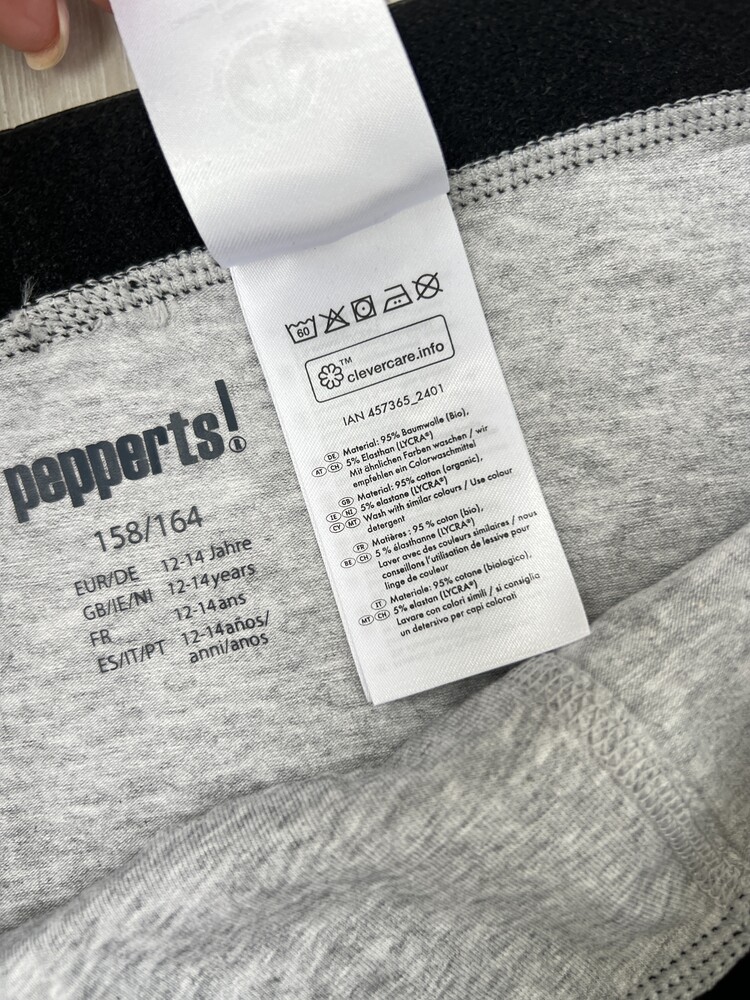 60
™
clevercare.info
IAN 457365_2401
DE Material: 95% Baumwolle (Bio),
AT CH 5% Elasthan (LYCRA®)
Mit ähnlichen Farben waschen / wir
empfehlen ein Colorwaschmittel
GB Material: 95% cotton (organic),
IE NI 5% elastane (LYCRA®)
CY MT Wash with similar colours / Use colour
detergent
FR Matières : 95 % coton (bio),
BE CH 5 % élasthanne (LYCRA®)
Laver avec des couleurs similaires / nous
conseillons l'utilisation de lessive pour
linge de couleur
IT Materiale: 95% cotone (biologico),
MT CH 5% elastan (LYCRA®)
Lavare con colori simili / si consiglia
un detersivo per capi colorati
pepperts!
158/164
EUR/DE 12-14 Jahre
GB/IE/NI 12-14years
FR 12-14ans
ES/IT/PT 12-14años/
anni/anos